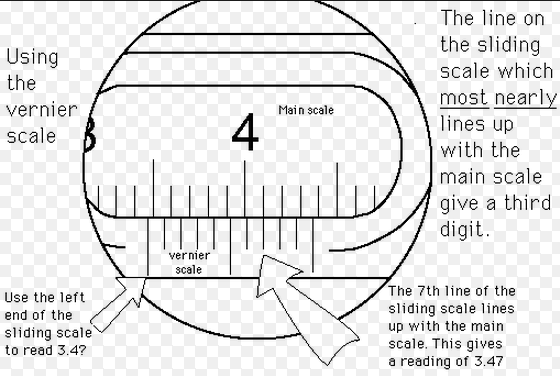 Using
the
vernier
scale
3
4
Main scale
vernier
scale
The line on
the sliding
scale which
most nearly
lines up
with the
main scale
give a third
digit.
Use the left
end of the
sliding scale
to read 3.4?
The 7th line of the
sliding scale lines
up with the main
scale. This gives
a reading of 3.47